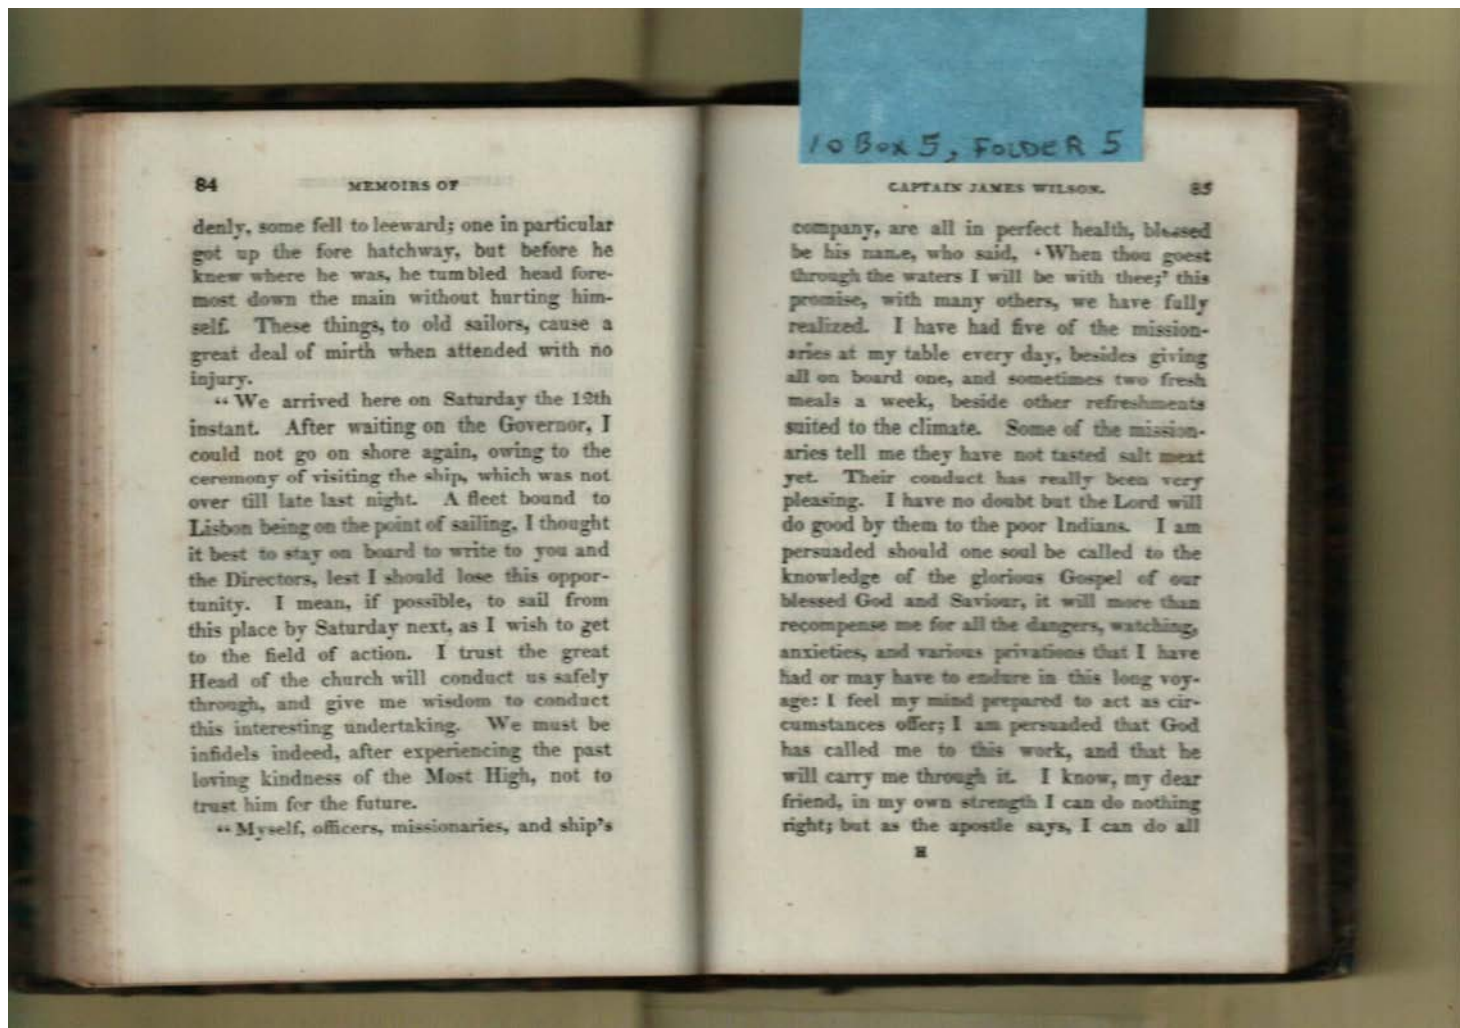 10 Box 5, FOLDER 5
84 MEMOIRS OF
denly, some fell to leeward; one in particular
got up the fore hatchway, but before he
knew where he was, he tumbled head fore-
most down the main without hurting him-
self. These things, to old sailors, cause a
great deal of mirth when attended with no
injury.
“We arrived here on Saturday the 12th
instant. After waiting on the Governor, I
could not go on shore again, owing to the
ceremony of visiting the ship, which was not
over till late last night. A fleet bound to
Lisbon being on the point of sailing, I thought
it best to stay on board to write to you and
the Directors, lest I should lose this oppor-
tunity. I mean, if possible, to sail from
this place by Saturday next, as I wish to get
to the field of action. I trust the great
Head of the church will conduct us safely
through, and give me wisdom to conduct
this interesting undertaking. We must be
infidels indeed, after experiencing the past
loving kindness of the Most High, not to
trust him for the future.
“Myself, officers, missionaries, and ship’s
CAPTAIN JAMES WILSON. 85
company, are all in perfect health, blessed
be his name, who said, ‘When thou goest
through the waters I will be with thee;’ this
promise, with many others, we have fully
realized. I have had five of the mission-
aries at my table every day, besides giving
all on board one, and sometimes two fresh
meals a week, beside other refreshments
suited to the climate. Some of the mission-
aries tell me they have not tasted salt meat
yet. Their conduct has really been very
pleasing. I have no doubt but the Lord will
do good by them to the poor Indians. I am
persuaded should one soul be called to the
knowledge of the glorious Gospel of our
blessed God and Saviour, it will more than
recompense me for all the dangers, watching,
anxieties, and various privations that I have
had or may have to endure in this long voy-
age: I feel my mind prepared to act as cir-
cumstances offer; I am persuaded that God
has called me to this work, and that he
will carry me through it. I know, my dear
friend, in my own strength I can do nothing
right; but as the apostle says, I can do all
H